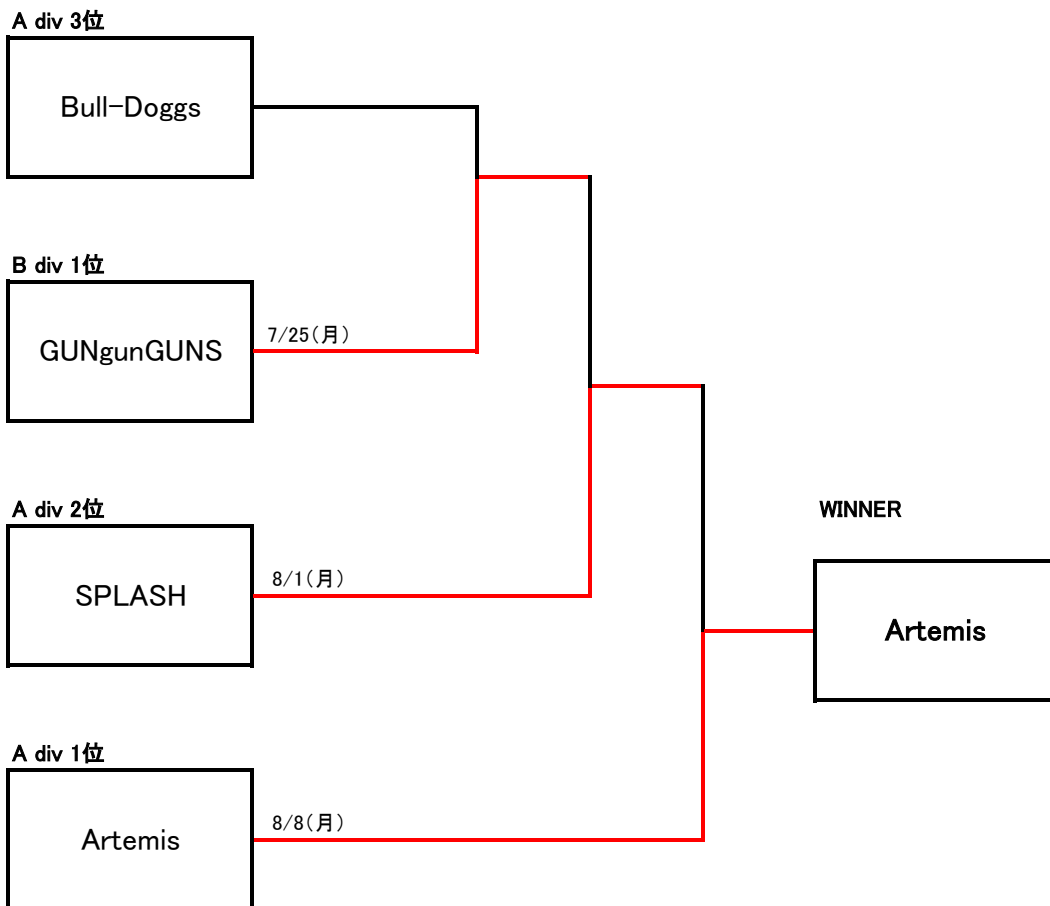 A div 3位
Bull-Doggs
B div 1位
7/25(月)
GUNgunGUNS
A div 2位
WINNER
8/1(月)
SPLASH
Artemis
A div 1位
8/8(月)
Artemis